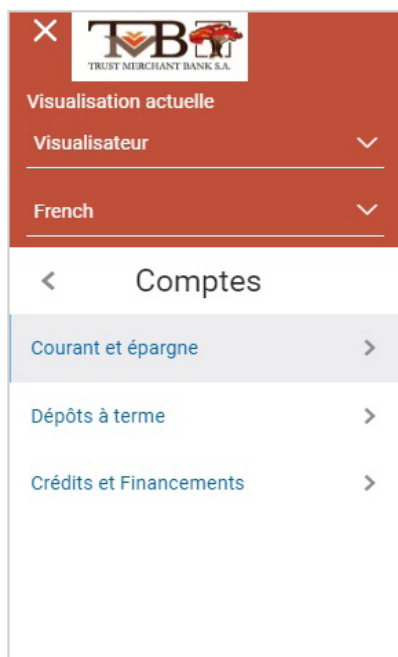 TMB
TRUST MERCHANT BANK S.A.
Visualisation actuelle
Visualisateur
French
Comptes
Courant et épargne
Dépôts à terme
Crédits et Financements